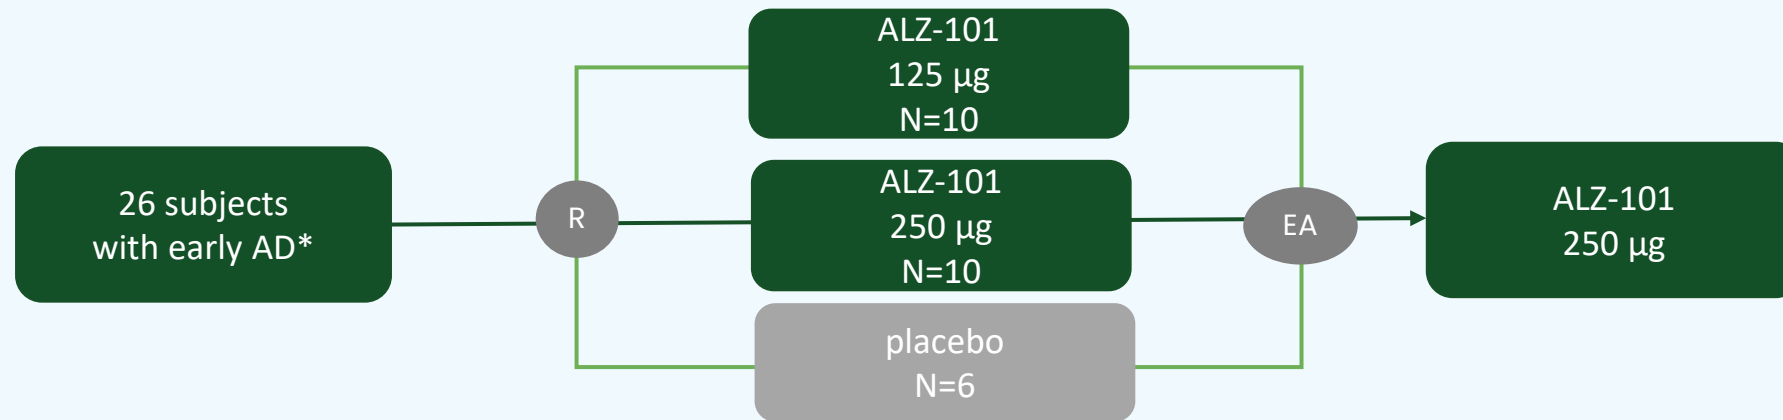 26 subjects
with early AD*
R
ALZ-101
125 µg
N=10
ALZ-101
250 µg
N=10
placebo
N=6
EA
ALZ-101
250 µg